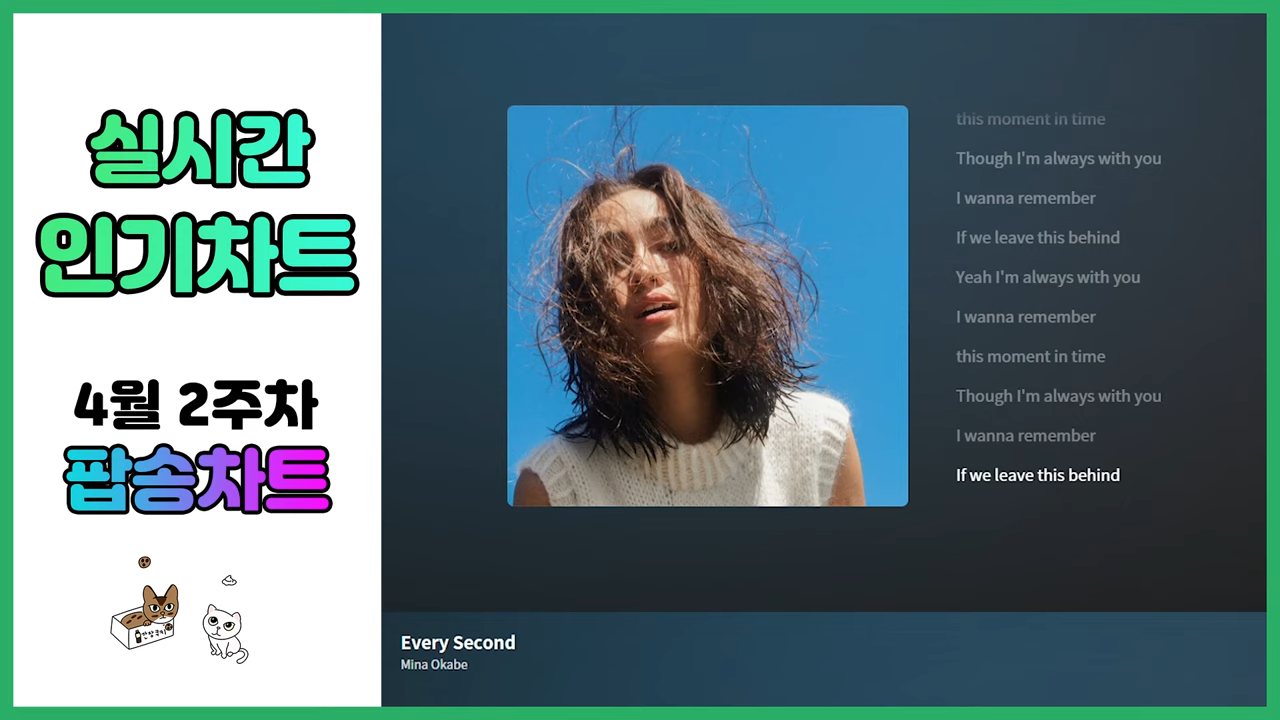 실시간
인기차트
4월 2주차
팝송차트
this moment in time
Though I'm always with you
I wanna remember
If we leave this behind
Yeah I'm always with you
I wanna remember
this moment in time
Though I'm always with you
I wanna remember
If we leave this behind
Every Second
Mina Okabe